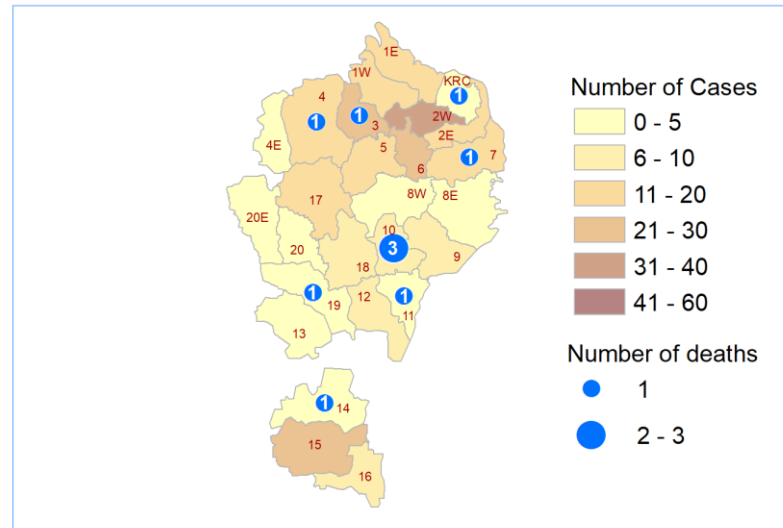 1E
1W
KRC
4
1
1
1
3
2W
2E
4E
5
1
7
6
17
8W
8E
20E
10
20
3
9
18
1
1
12
19
11
13
1
14
15
16
Number of Cases
0 - 5
6 - 10
11 - 20
21 - 30
31 - 40
41 - 60
Number of deaths
1
2 - 3